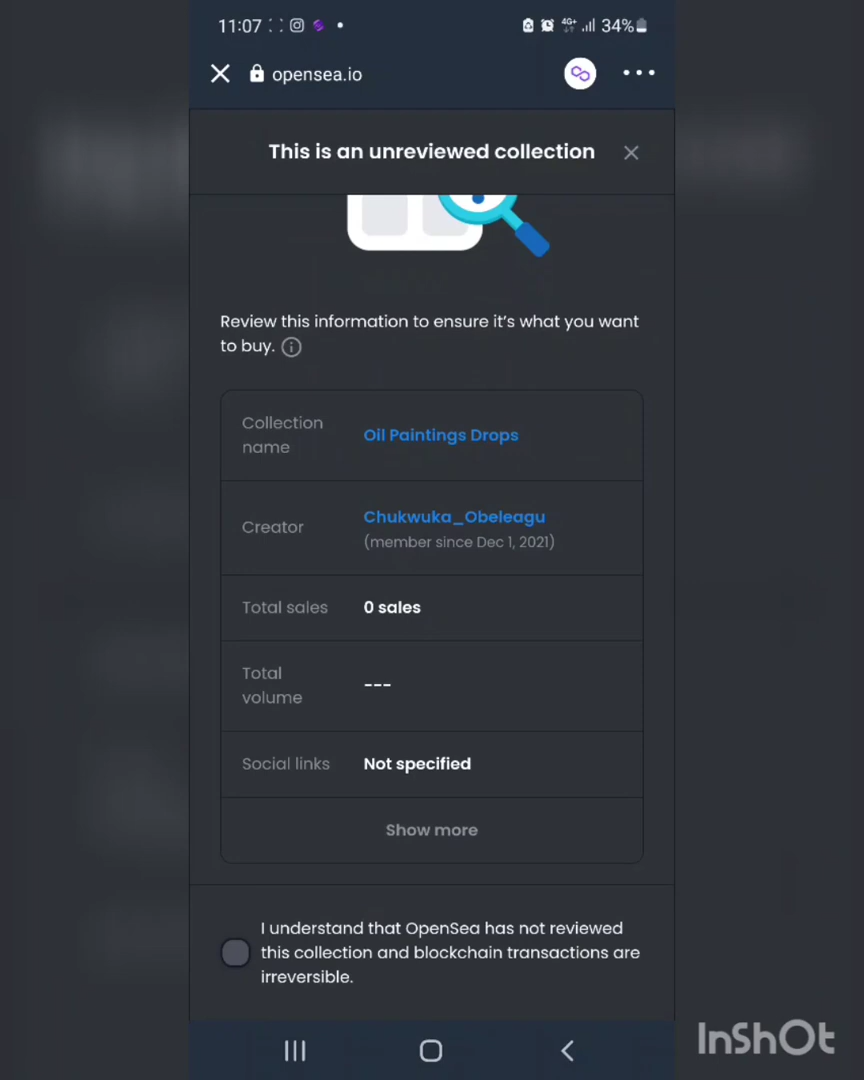 11:07 4G+ 34%
opensea.io
This is an unreviewed collection
Review this information to ensure it's what you want
to buy.
Collection
name
Oil Paintings Drops
Creator
Chukwuka_Obeleagu
(member since Dec 1, 2021)
Total sales
0 sales
Total
volume
---
Social links
Not specified
Show more
I understand that OpenSea has not reviewed
this collection and blockchain transactions are
irreversible.
InShOt